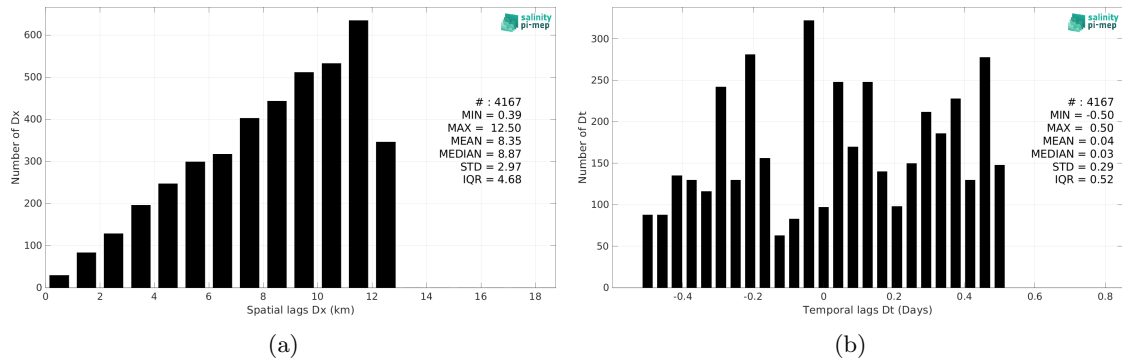 salinity
pi-mep
600
500
400
300
200
100
0
Number of Dx
# : 4167
MIN = 0.39
MAX = 12.50
MEAN = 8.35
MEDIAN = 8.87
STD = 2.97
IQR = 4.68
0 2 4 6 8 10 12 14 16 18
Spatial lags Dx (km)
(a)
salinity
pi-mep
300
250
200
150
100
50
0
Number of Dt
# : 4167
MIN = -0.50
MAX = 0.50
MEAN = 0.04
MEDIAN = 0.03
STD = 0.29
IQR = 0.52
-0.4 -0.2 0 0.2 0.4 0.6 0.8
Temporal lags Dt (Days)
(b)